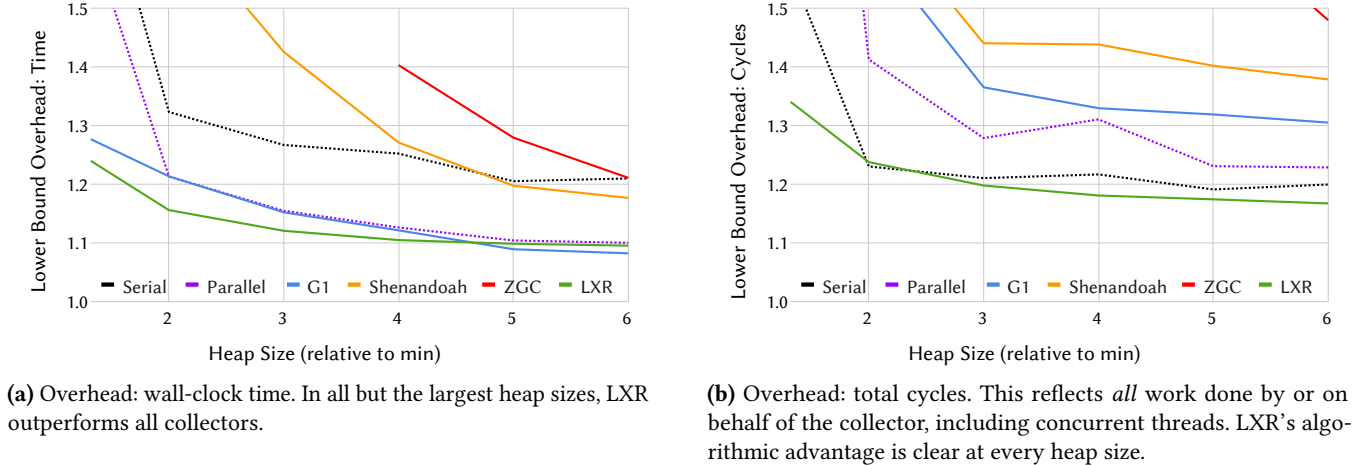 Lower Bound Overhead: Time
1.5
1.4
1.3
1.2
1.1
1.0
Serial Parallel G1 Shenandoah ZGC LXR
2 3 4 5 6
Heap Size (relative to min)
(a) Overhead: wall-clock time. In all but the largest heap sizes, LXR
outperforms all collectors.
Lower Bound Overhead: Cycles
1.5
1.4
1.3
1.2
1.1
1.0
Serial Parallel G1 Shenandoah ZGC LXR
2 3 4 5 6
Heap Size (relative to min)
(b) Overhead: total cycles. This reflects all work done by or on
behalf of the collector, including concurrent threads. LXR's algo-
rithmic advantage is clear at every heap size.